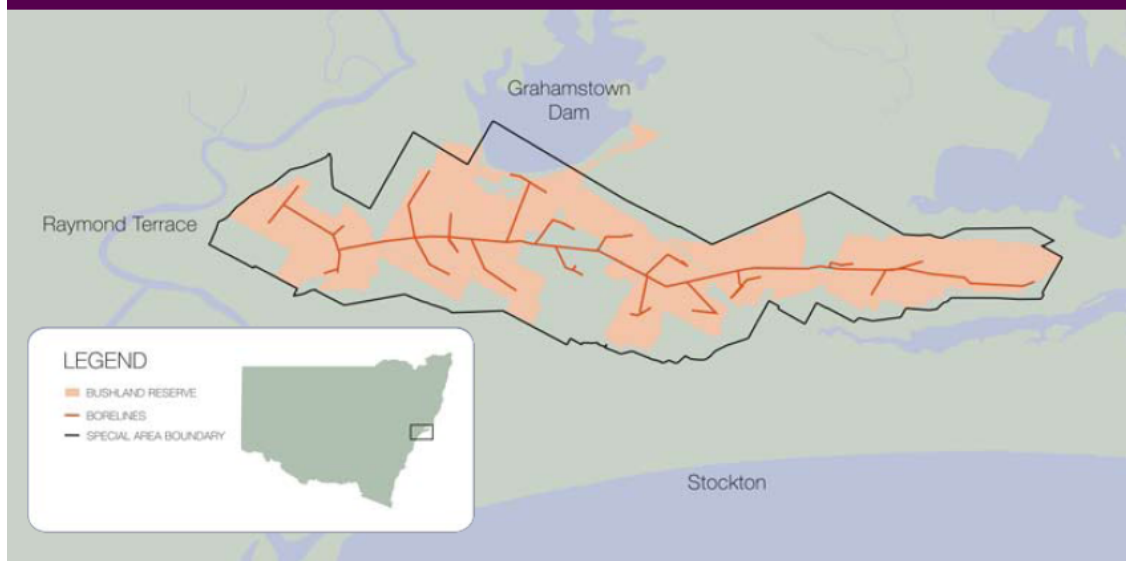 Grahamstown
Dam
Raymond Terrace
LEGEND
BUSHLAND RESERVE
BORELINES
SPECIAL AREA BOUNDARY
Stockton